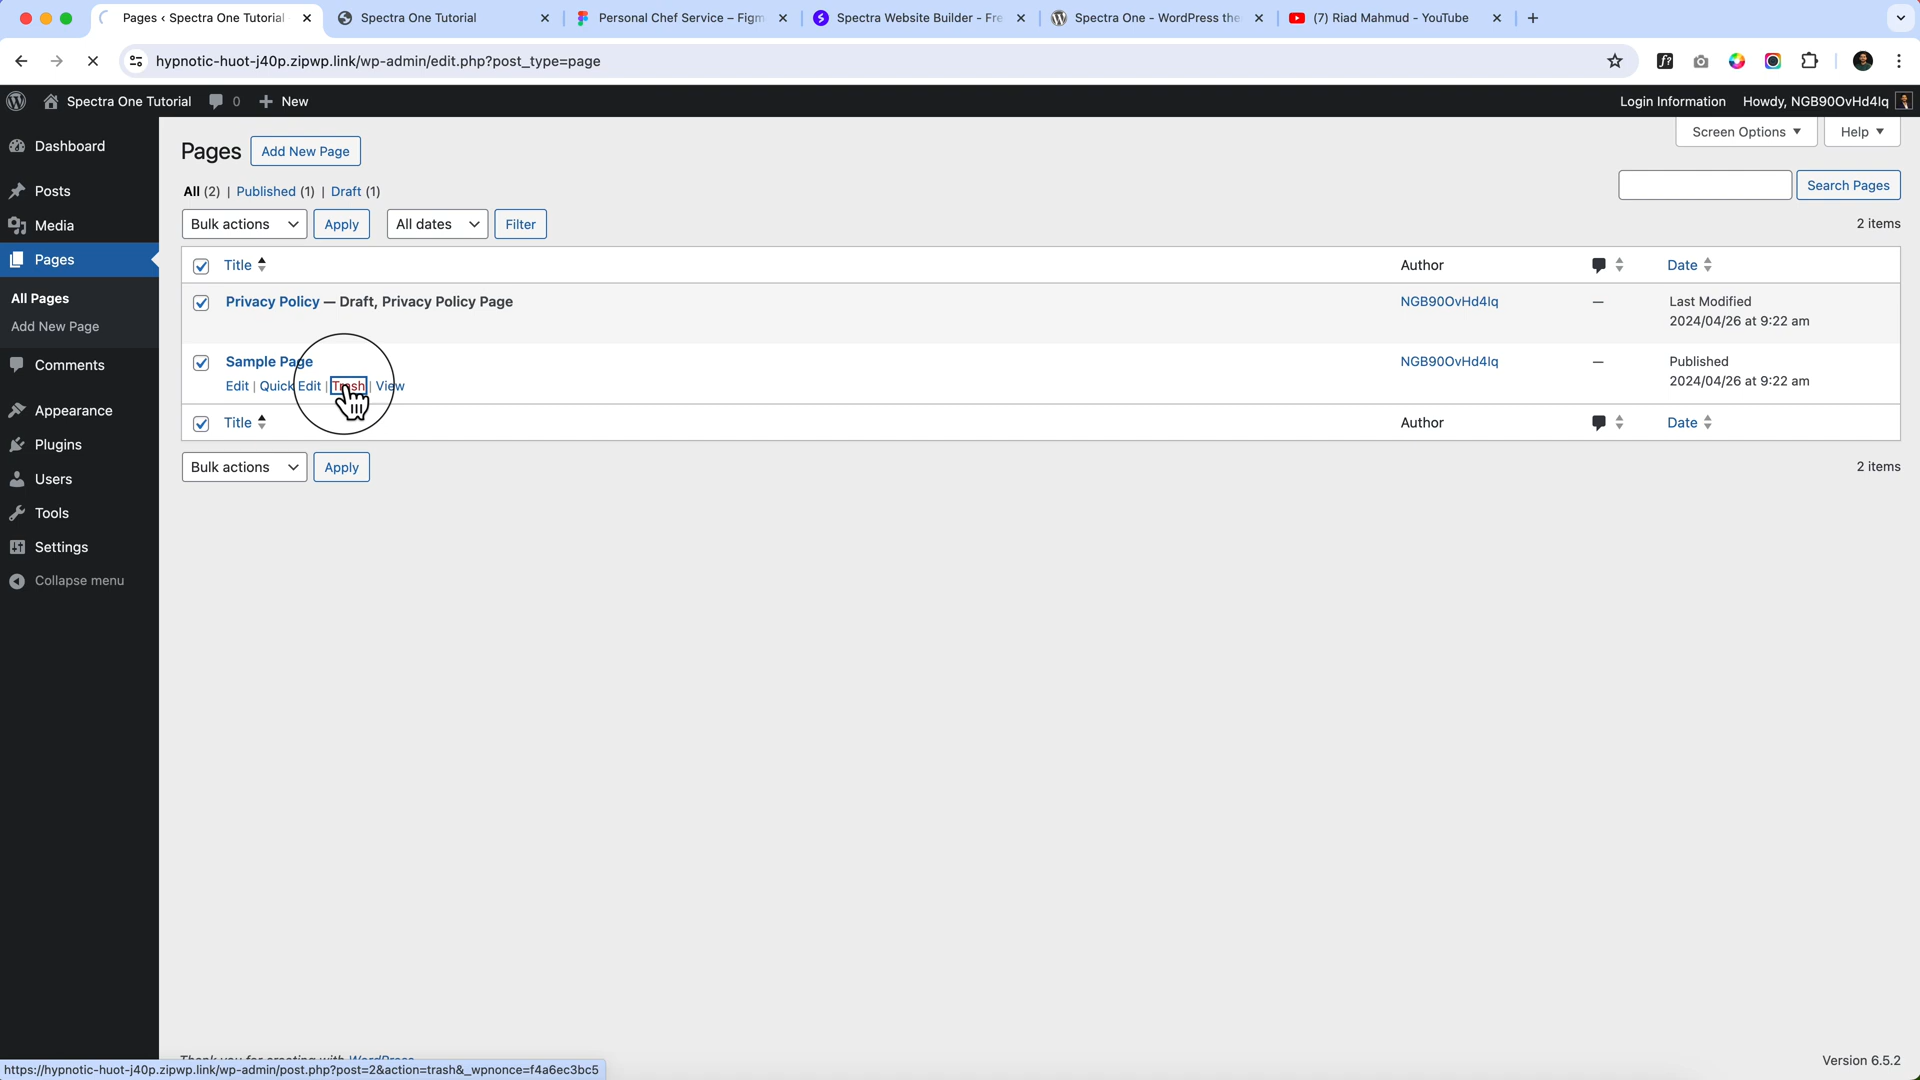 Pages ‹ Spectra One Tutorial
Spectra One Tutorial
Personal Chef Service – Figm
Spectra Website Builder - Fre
Spectra One - WordPress the
(7) Riad Mahmud - YouTube
hypnotic-huot-j40p.zipwp.link/wp-admin/edit.php?post_type=page
Spectra One Tutorial 0 New
Login Information Howdy, NGB90OvHd4lq
Dashboard
Posts
Media
Pages
All Pages
Add New Page
Comments
Appearance
Plugins
Users
Tools
Settings
Collapse menu
Pages Add New Page
Screen Options Help
All (2) | Published (1) | Draft (1)
Search Pages
Bulk actions Apply All dates Filter
2 items
Title Author Date
Privacy Policy — Draft, Privacy Policy Page NGB90OvHd4lq — Last Modified
2024/04/26 at 9:22 am
Sample Page NGB90OvHd4lq — Published
Edit | Quick Edit | Trash | View 2024/04/26 at 9:22 am
Title Author Date
Bulk actions Apply
2 items
Thank you for creating with WordPress
Version 6.5.2
https://hypnotic-huot-j40p.zipwp.link/wp-admin/post.php?post=2&action=trash&_wpnonce=f4a6ec3bc5